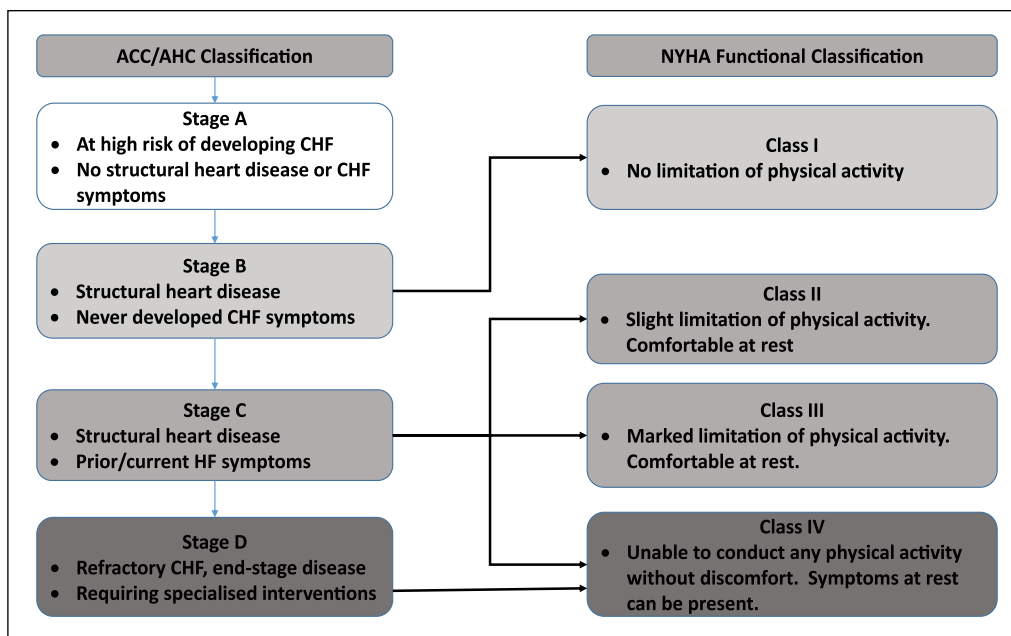 ACC/AHC Classification
Stage A
• At high risk of developing CHF
• No structural heart disease or CHF
symptoms
Stage B
• Structural heart disease
• Never developed CHF symptoms
Stage C
• Structural heart disease
• Prior/current HF symptoms
Stage D
• Refractory CHF, end-stage disease
• Requiring specialised interventions
NYHA Functional Classification
Class I
• No limitation of physical activity
Class II
• Slight limitation of physical activity.
Comfortable at rest
Class III
• Marked limitation of physical activity.
Comfortable at rest.
Class IV
• Unable to conduct any physical activity
without discomfort. Symptoms at rest
can be present.